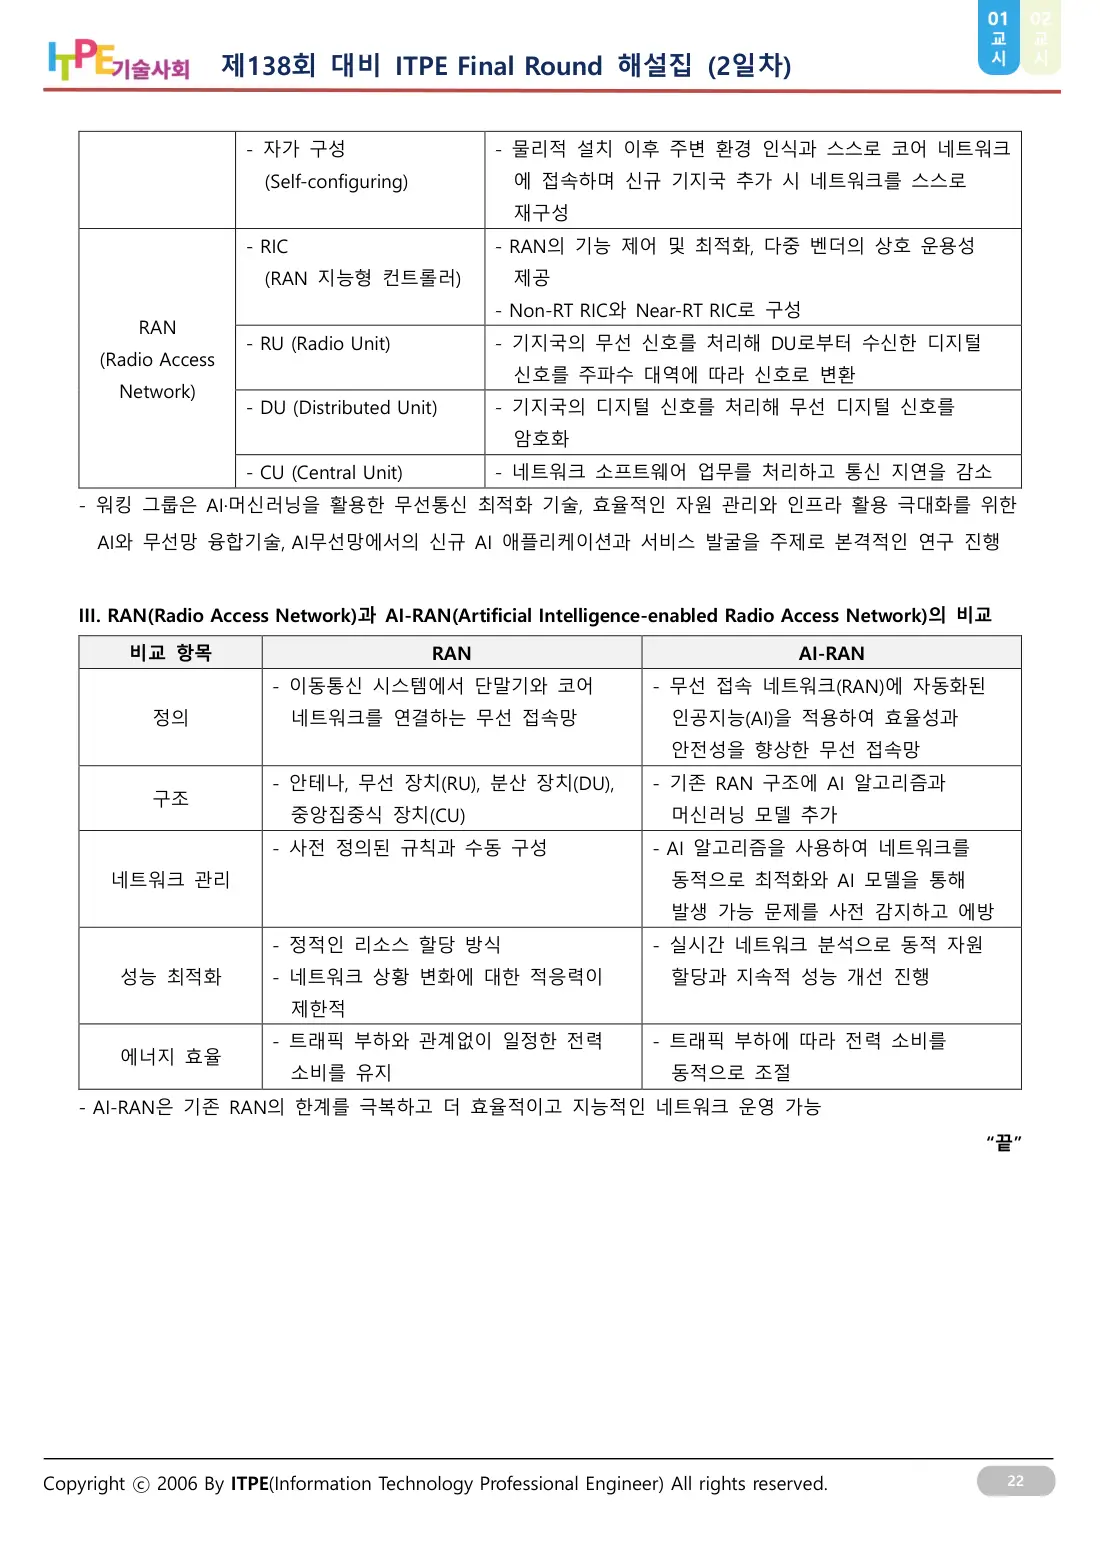 ITPE기술사회 제138회 대비 ITPE Final Round 해설집 (2일차)
01
교
시
02
교
시
- 자가 구성
(Self-configuring)
- 물리적 설치 이후 주변 환경 인식과 스스로 코어 네트워크
에 접속하며 신규 기지국 추가 시 네트워크를 스스로
재구성
RAN
(Radio Access
Network)
- RIC
(RAN 지능형 컨트롤러)
- RAN의 기능 제어 및 최적화, 다중 벤더의 상호 운용성
제공
- Non-RT RIC와 Near-RT RIC로 구성
- RU (Radio Unit)
- 기지국의 무선 신호를 처리해 DU로부터 수신한 디지털
신호를 주파수 대역에 따라 신호로 변환
- DU (Distributed Unit)
- 기지국의 디지털 신호를 처리해 무선 디지털 신호를
암호화
- CU (Central Unit)
- 네트워크 소프트웨어 업무를 처리하고 통신 지연을 감소
- 워킹 그룹은 AI·머신러닝을 활용한 무선통신 최적화 기술, 효율적인 자원 관리와 인프라 활용 극대화를 위한
AI와 무선망 융합기술, AI무선망에서의 신규 AI 애플리케이션과 서비스 발굴을 주제로 본격적인 연구 진행
III. RAN(Radio Access Network)과 AI-RAN(Artificial Intelligence-enabled Radio Access Network)의 비교
비교 항목
RAN
AI-RAN
정의
- 이동통신 시스템에서 단말기와 코어
네트워크를 연결하는 무선 접속망
- 무선 접속 네트워크(RAN)에 자동화된
인공지능(AI)을 적용하여 효율성과
안전성을 향상한 무선 접속망
구조
- 안테나, 무선 장치(RU), 분산 장치(DU),
중앙집중식 장치(CU)
- 기존 RAN 구조에 AI 알고리즘과
머신러닝 모델 추가
네트워크 관리
- 사전 정의된 규칙과 수동 구성
- AI 알고리즘을 사용하여 네트워크를
동적으로 최적화와 AI 모델을 통해
발생 가능 문제를 사전 감지하고 에방
성능 최적화
- 정적인 리소스 할당 방식
- 네트워크 상황 변화에 대한 적응력이
제한적
- 실시간 네트워크 분석으로 동적 자원
할당과 지속적 성능 개선 진행
에너지 효율
- 트래픽 부하와 관계없이 일정한 전력
소비를 유지
- 트래픽 부하에 따라 전력 소비를
동적으로 조절
- AI-RAN은 기존 RAN의 한계를 극복하고 더 효율적이고 지능적인 네트워크 운영 가능
“끝”
Copyright ⓒ 2006 By ITPE(Information Technology Professional Engineer) All rights reserved.
22